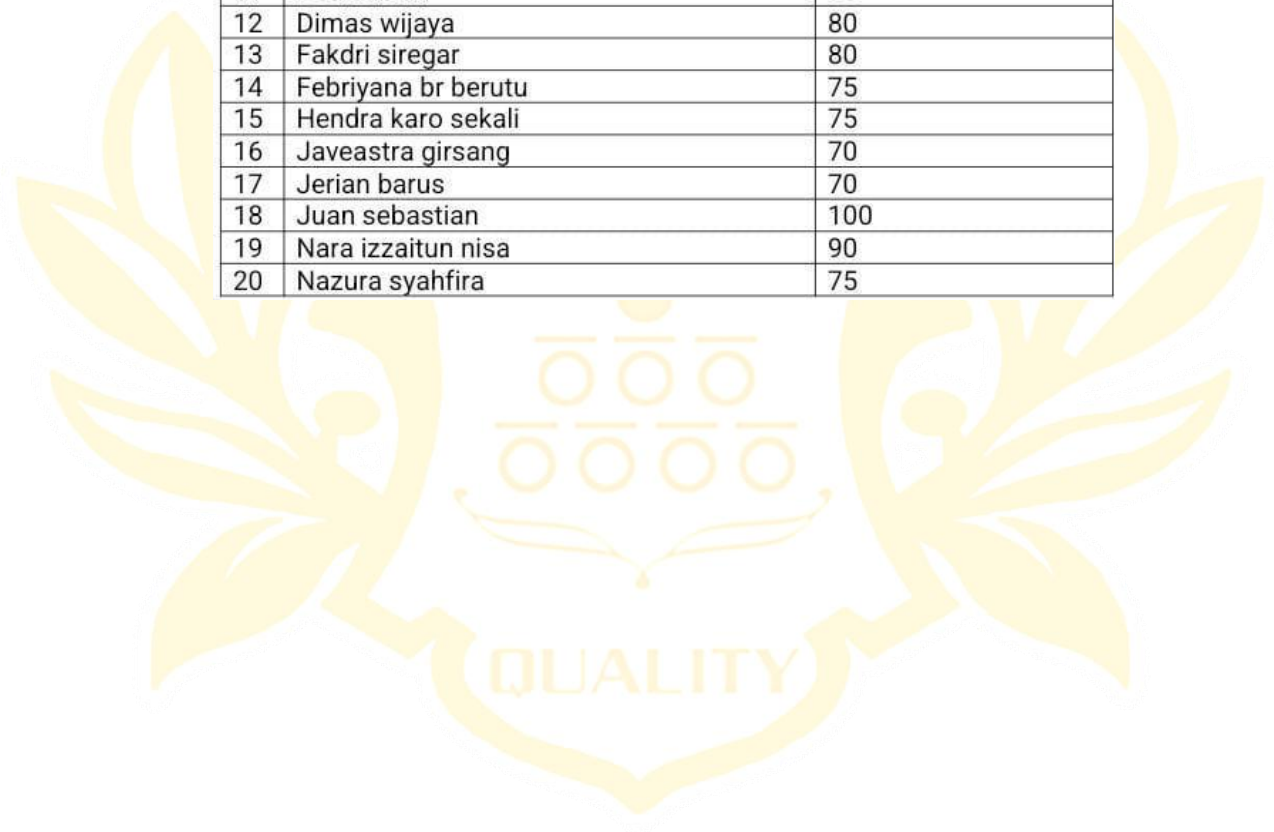 12 Dimas wijaya 80
13 Fakdri siregar 80
14 Febriyana br berutu 75
15 Hendra karo sekali 75
16 Javeastra girsang 70
17 Jerian barus 70
18 Juan sebastian 100
19 Nara izzaitun nisa 90
20 Nazura syahfira 75
QUALITY